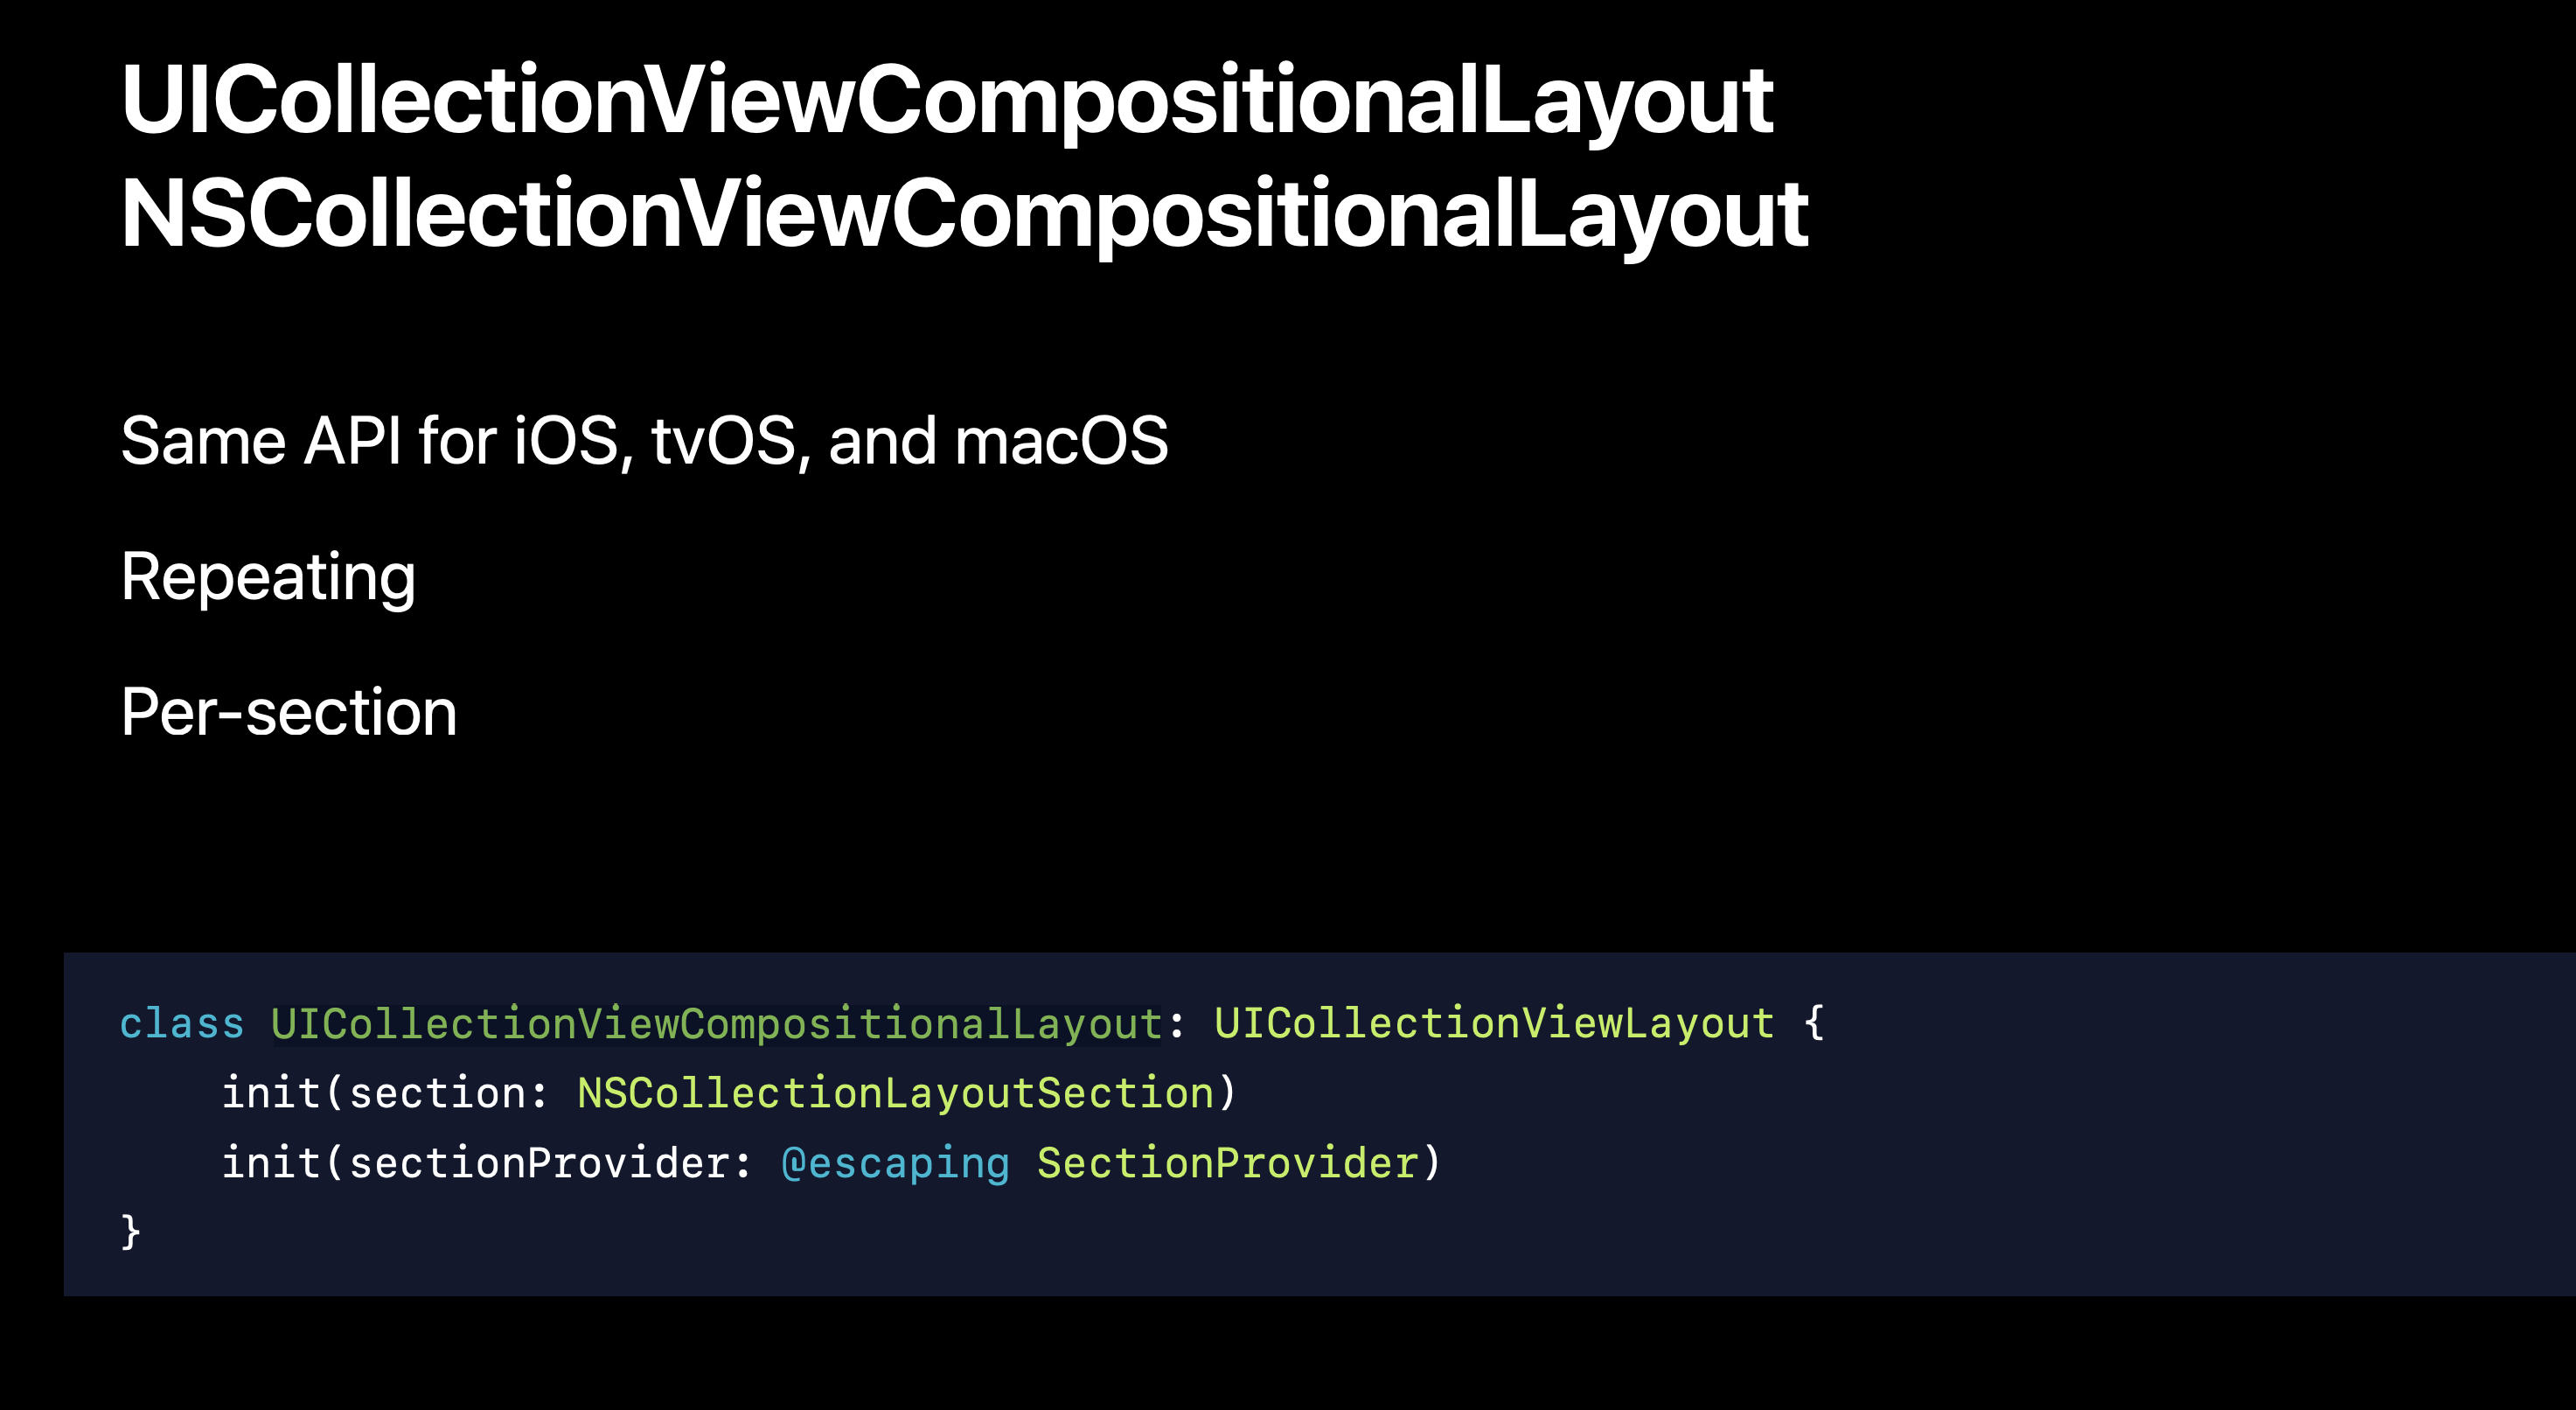 UICollectionViewCompositionalLayout
NSCollectionViewCompositionalLayout
Same API for iOS, tvOS, and macOS
Repeating
Per-section
class UICollectionViewCompositionalLayout: UICollectionViewLayout {
    init(section: NSCollectionLayoutSection)
    init(sectionProvider: @escaping SectionProvider)
}